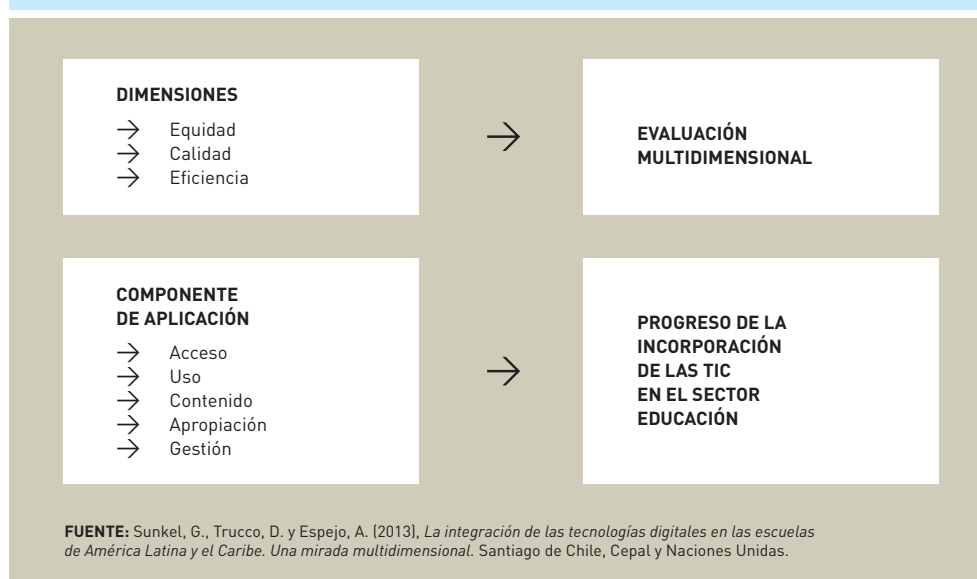 DIMENSIONES
→ Equidad
→ Calidad
→ Eficiencia
→
EVALUACIÓN
MULTIDIMENSIONAL
COMPONENTE
DE APLICACIÓN
→ Acceso
→ Uso
→ Contenido
→ Apropiación
→ Gestión
→
PROGRESO DE LA
INCORPORACIÓN
DE LAS TIC
EN EL SECTOR
EDUCACIÓN
FUENTE: Sunkel, G., Trucco, D. y Espejo, A. (2013), La integración de las tecnologías digitales en las escuelas
de América Latina y el Caribe. Una mirada multidimensional. Santiago de Chile, Cepal y Naciones Unidas.